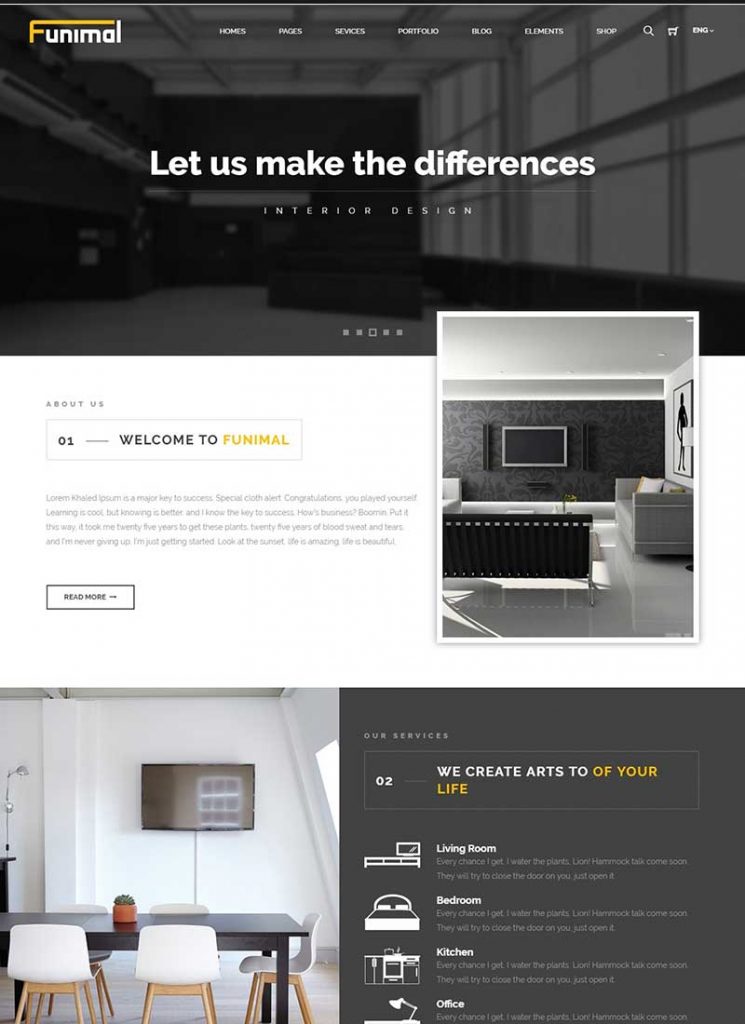 Funimal
HOMES PAGES SEVICES PORTFOLIO BLOG ELEMENTS SHOP ENG
Let us make the differences
INTERIOR DESIGN
ABOUT US
01 WELCOME TO FUNIMAL
Lorem Khaled Ipsum is a major key to success. Special cloth alert. Congratulations, you played yourself.
Learning is cool, but knowing is better, and I know the key to success. How's business? Boomin. Put it
this way, it took me twenty five years to get these plants, twenty five years of blood sweat and tears,
and I'm never giving up, I'm just getting started. Look at the sunset, life is amazing, life is beautiful.
READ MORE →
OUR SERVICES
02 WE CREATE ARTS TO OF YOUR
LIFE
Living Room
Every chance I get, I water the plants, Lion! Hammock talk come soon.
They will try to close the door on you, just open it.
Bedroom
Every chance I get, I water the plants, Lion! Hammock talk come soon.
They will try to close the door on you, just open it.
Kitchen
Every chance I get, I water the plants, Lion! Hammock talk come soon.
They will try to close the door on you, just open it.
Office
Every chance I get, I water the plants, Lion! Hammock talk come soon.